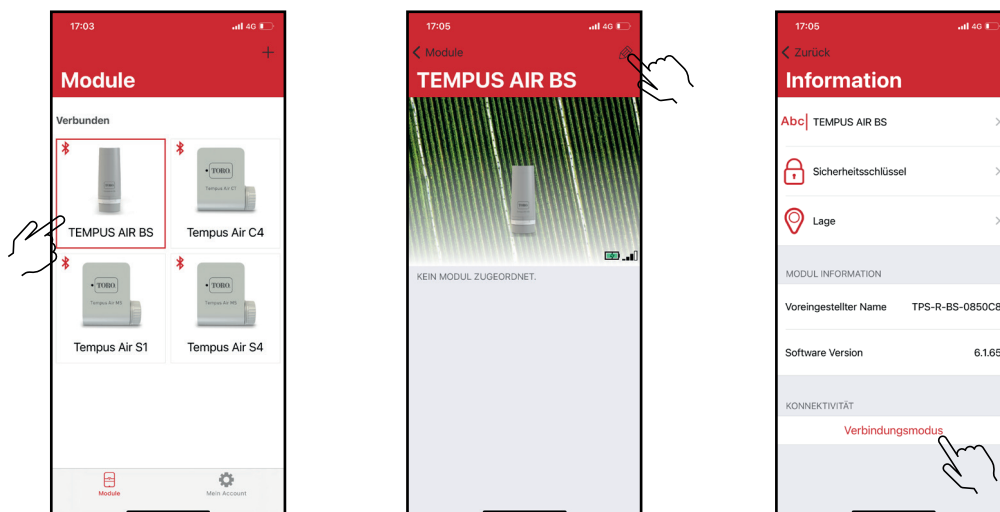 17:03
4G
Module
Verbunden
TORO
Tempus Air C4
TEMPUS AIR BS
Tempus Air C4
TORO
Tempus Air MS
TORO
Tempus Air MS
Tempus Air S1
Tempus Air S4
Module
Mein Account
17:05
4G
Module
TEMPUS AIR BS
KEIN MODUL ZUGEORDNET.
17:05
4G
Zurück
Information
Abc
TEMPUS AIR BS
Sicherheitsschlüssel
Lage
MODUL INFORMATION
Voreingestellter Name TPS-R-BS-0850C8
Software Version 6.1.65
KONNEKTIVITÄT
Verbindungsmodus